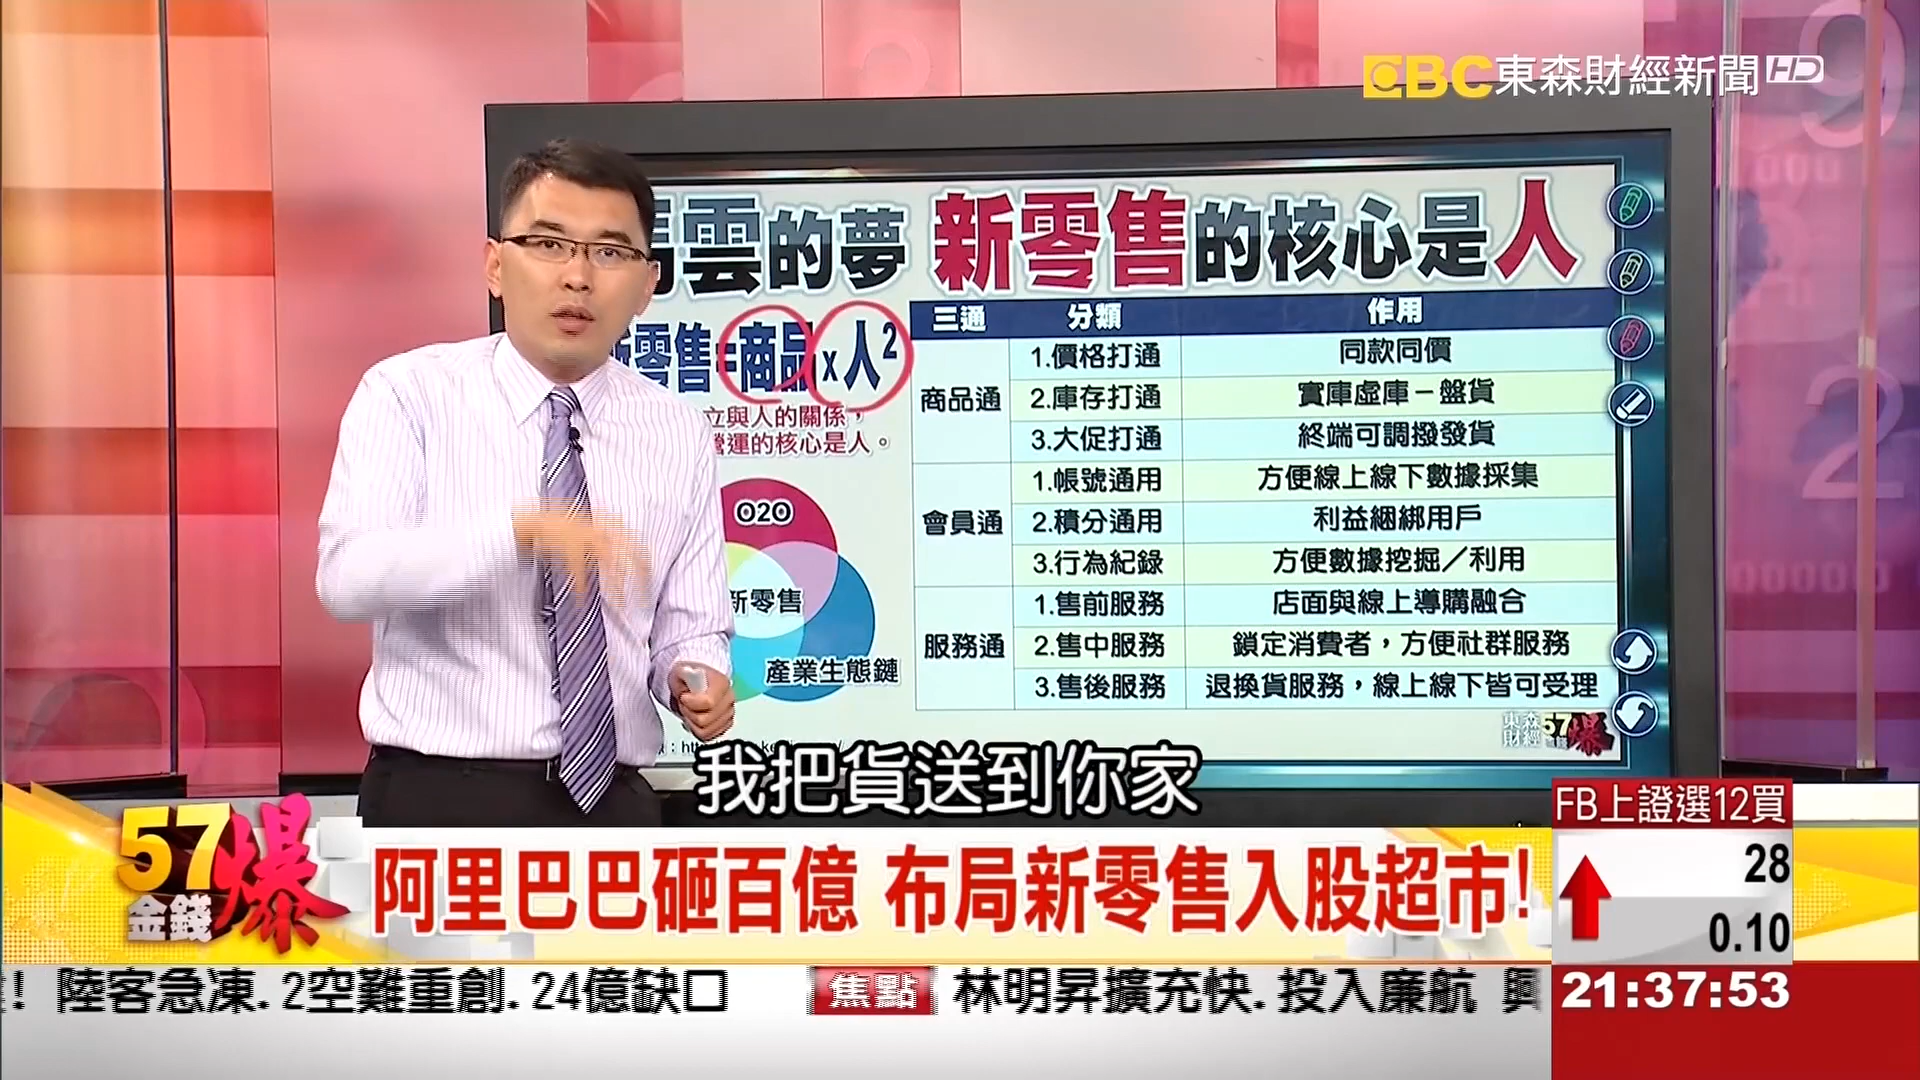 EBC 東森財經新聞 HD
馬雲的夢 新零售的核心是人
新零售=商品x人²
立與人的關係，
營運的核心是人。
O2O
新零售
產業生態鏈
三通 分類 作用
商品通
1.價格打通 同款同價
2.庫存打通 實庫虛庫－盤貨
3.大促打通 終端可調撥發貨
會員通
1.帳號通用 方便線上線下數據採集
2.積分通用 利益綑綁用戶
3.行為紀錄 方便數據挖掘／利用
服務通
1.售前服務 店面與線上導購融合
2.售中服務 鎖定消費者，方便社群服務
3.售後服務 退換貨服務，線上線下皆可受理
東森財經 57 爆
我把貨送到你家
57金錢爆
阿里巴巴砸百億 布局新零售入股超市!
FB上證選12買
28
0.10
! 陸客急凍.2空難重創.24億缺口 焦點 林明昇擴充快.投入廉航
21:37:53